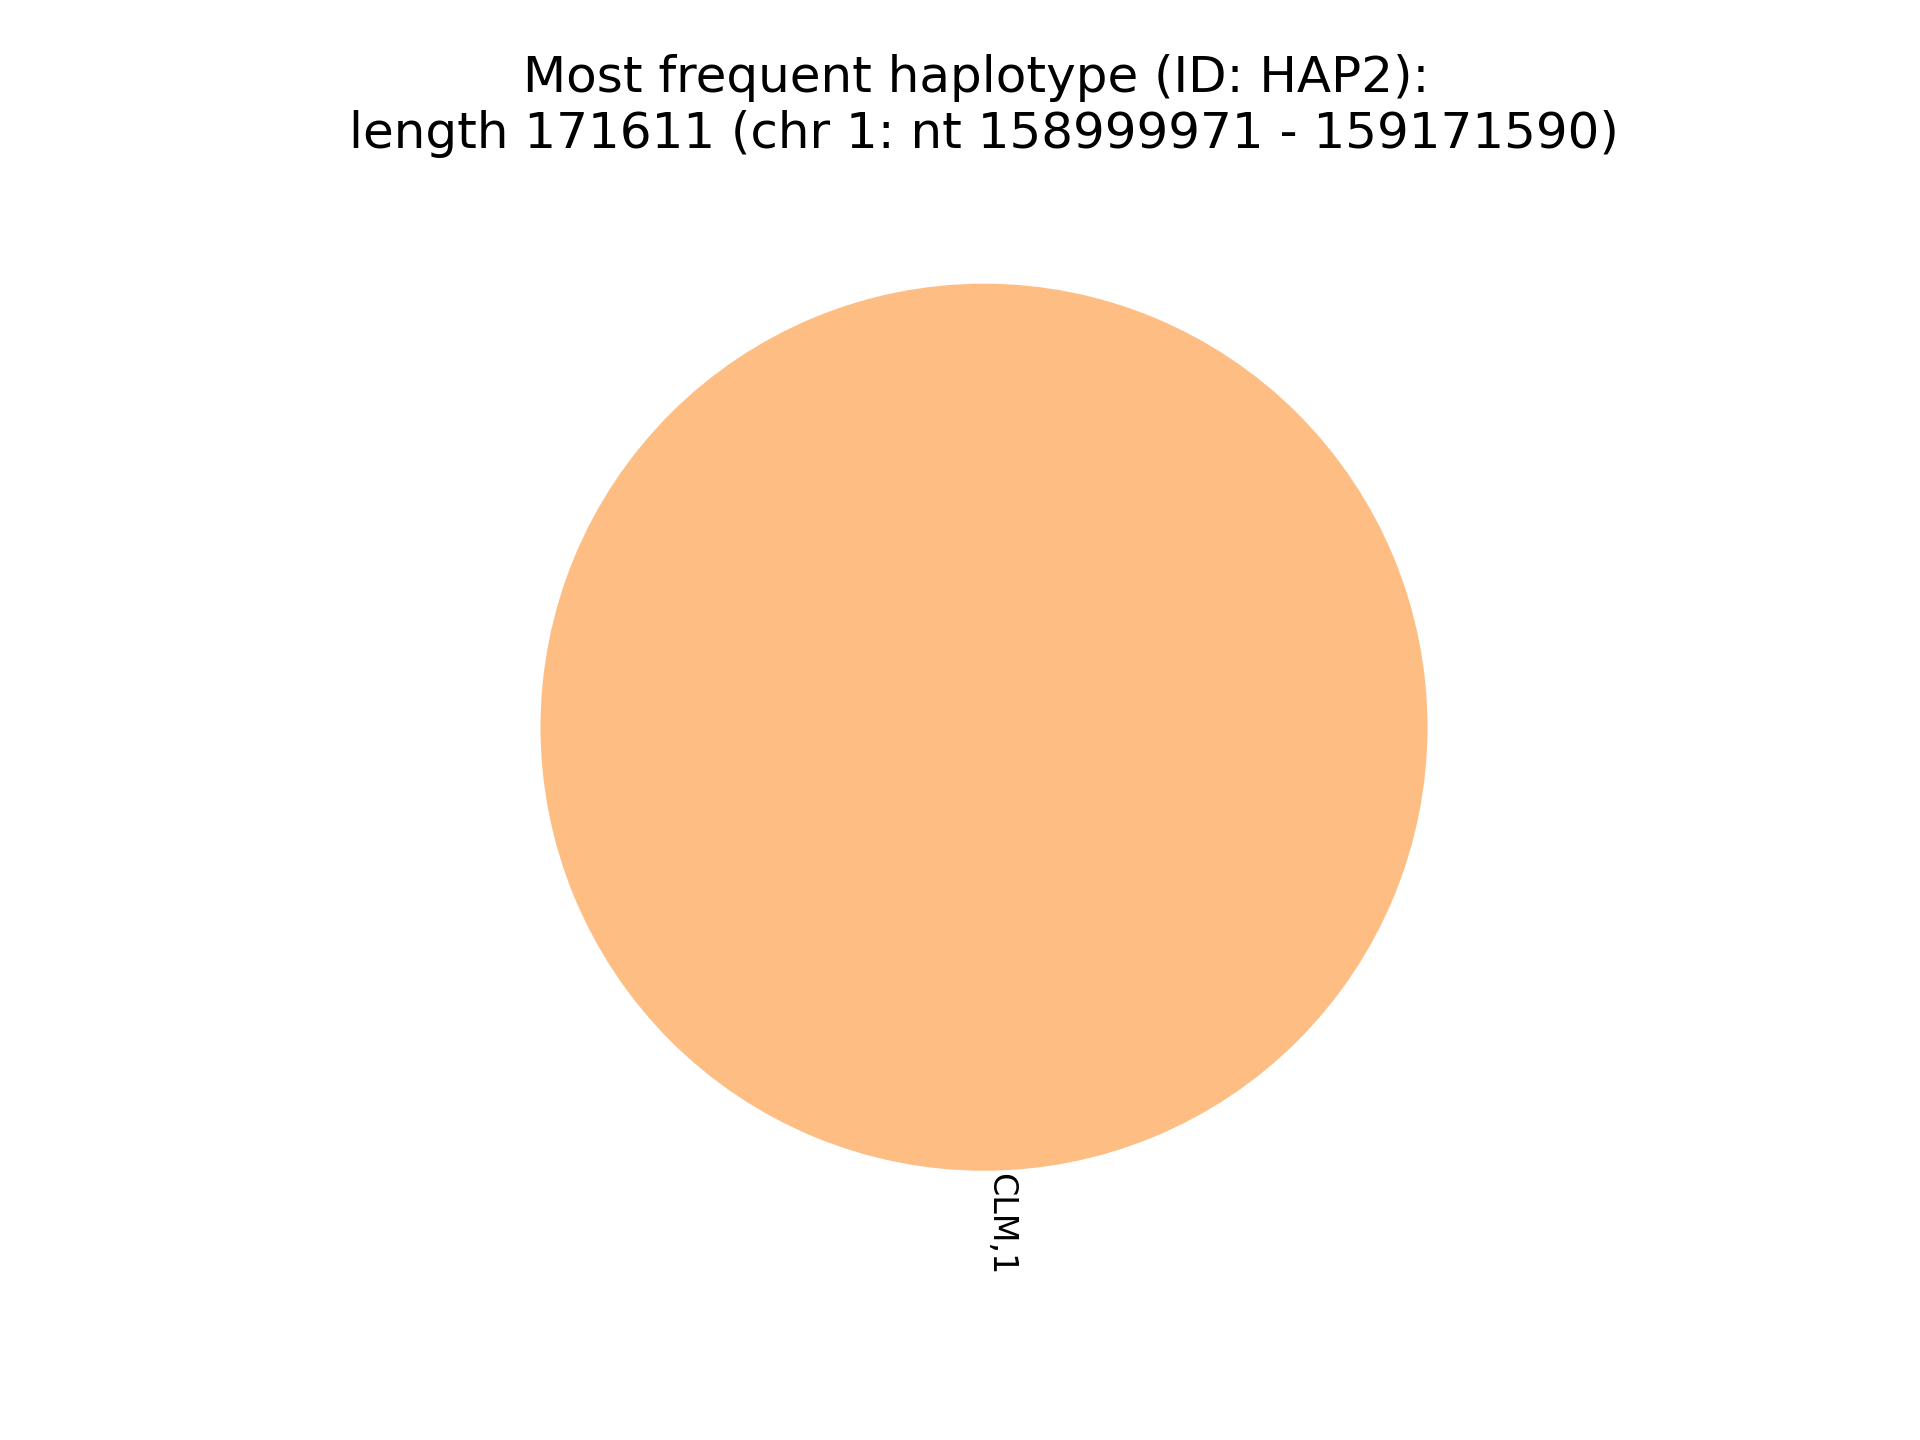 Most frequent haplotype (ID: HAP2):
length 171611 (chr 1: nt 158999971 - 159171590)
CLM,1